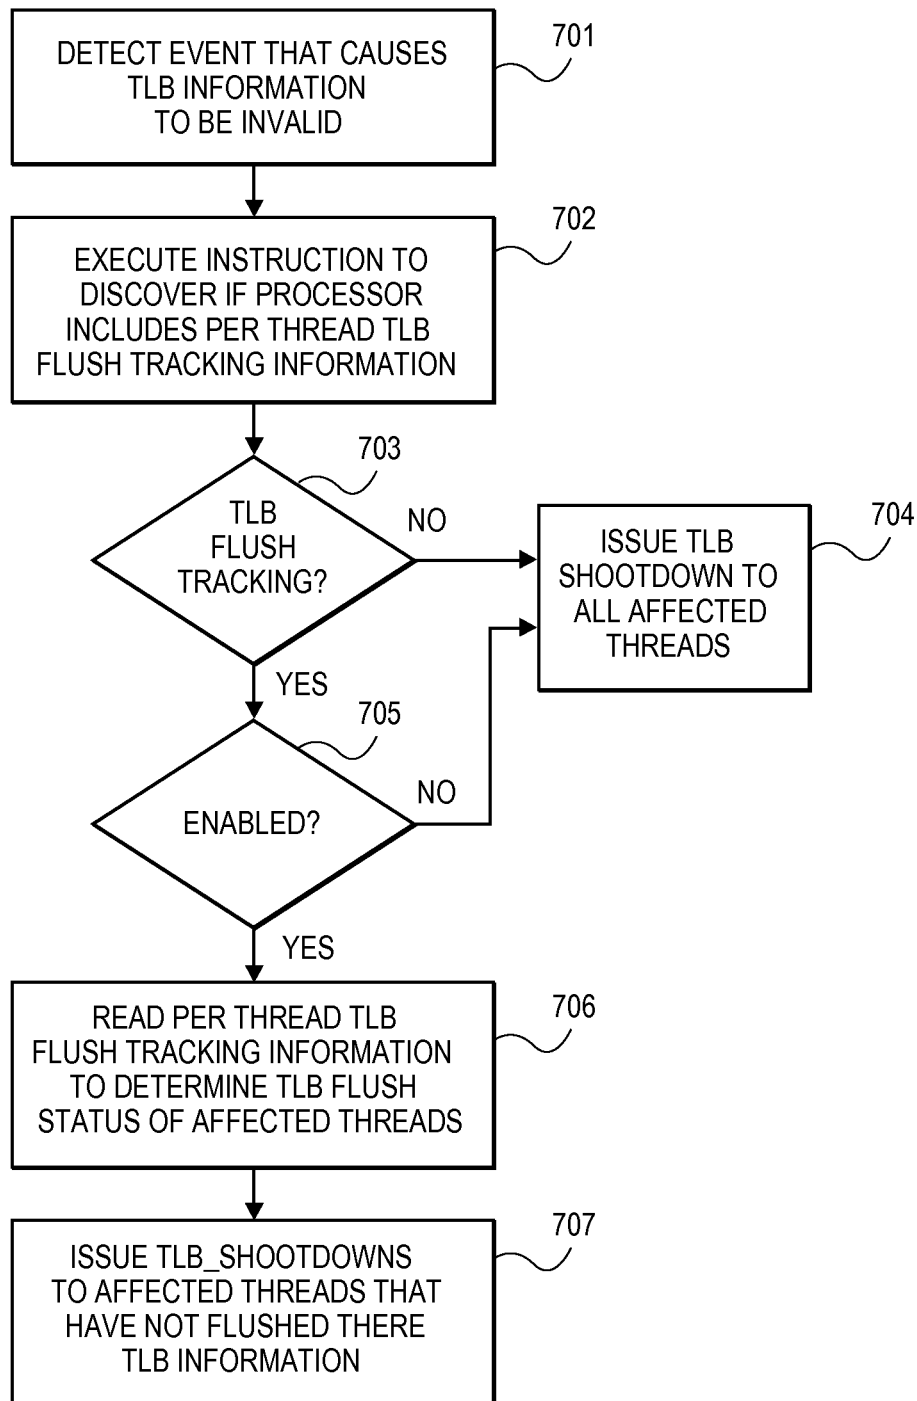 DETECT EVENT THAT CAUSES
TLB INFORMATION
TO BE INVALID
701
EXECUTE INSTRUCTION TO
DISCOVER IF PROCESSOR
INCLUDES PER THREAD TLB
FLUSH TRACKING INFORMATION
702
TLB
FLUSH
TRACKING?
703
NO
YES
ISSUE TLB
SHOOTDOWN TO
ALL AFFECTED
THREADS
704
ENABLED?
705
NO
YES
READ PER THREAD TLB
FLUSH TRACKING INFORMATION
TO DETERMINE TLB FLUSH
STATUS OF AFFECTED THREADS
706
ISSUE TLB_SHOOTDOWNS
TO AFFECTED THREADS THAT
HAVE NOT FLUSHED THERE
TLB INFORMATION
707